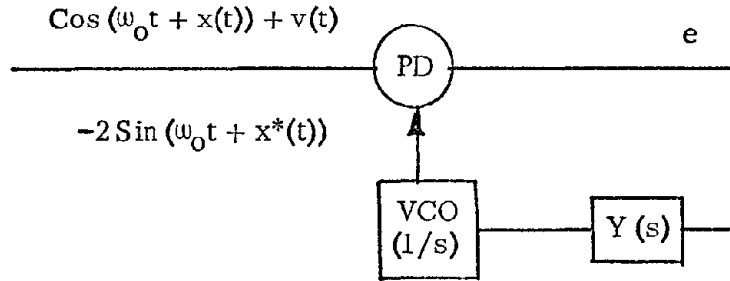 Cos (ω₀t + x(t)) + v(t)
e
PD
-2 Sin (ω₀t + x*(t))
VCO
(1/s)
Y (s)